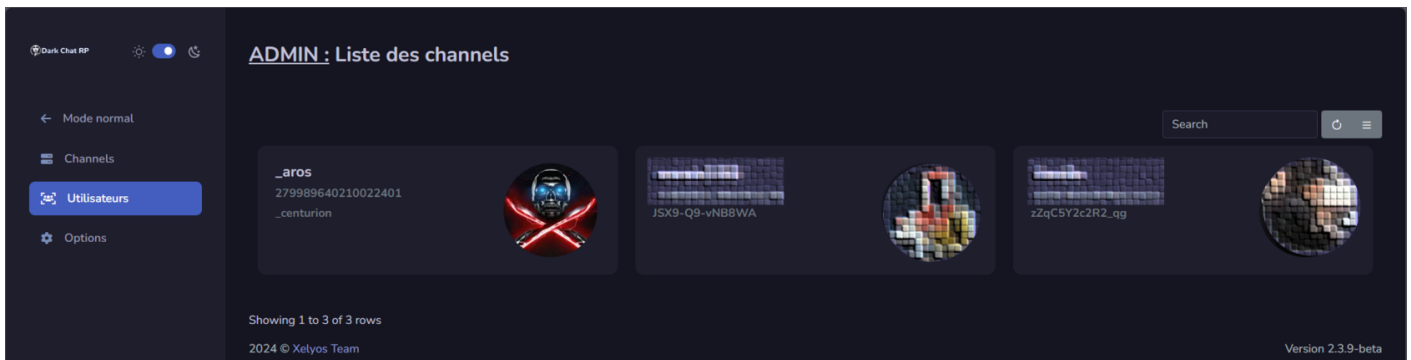 Dark Chat RP
ADMIN : Liste des channels
Mode normal
Channels
Utilisateurs
Options
Search
_aros
279989640210022401
_centurion
JSX9-Q9-vNB8WA
zZqC5Y2c2R2_qg
Showing 1 to 3 of 3 rows
2024 © Xelyos Team
Version 2.3.9-beta